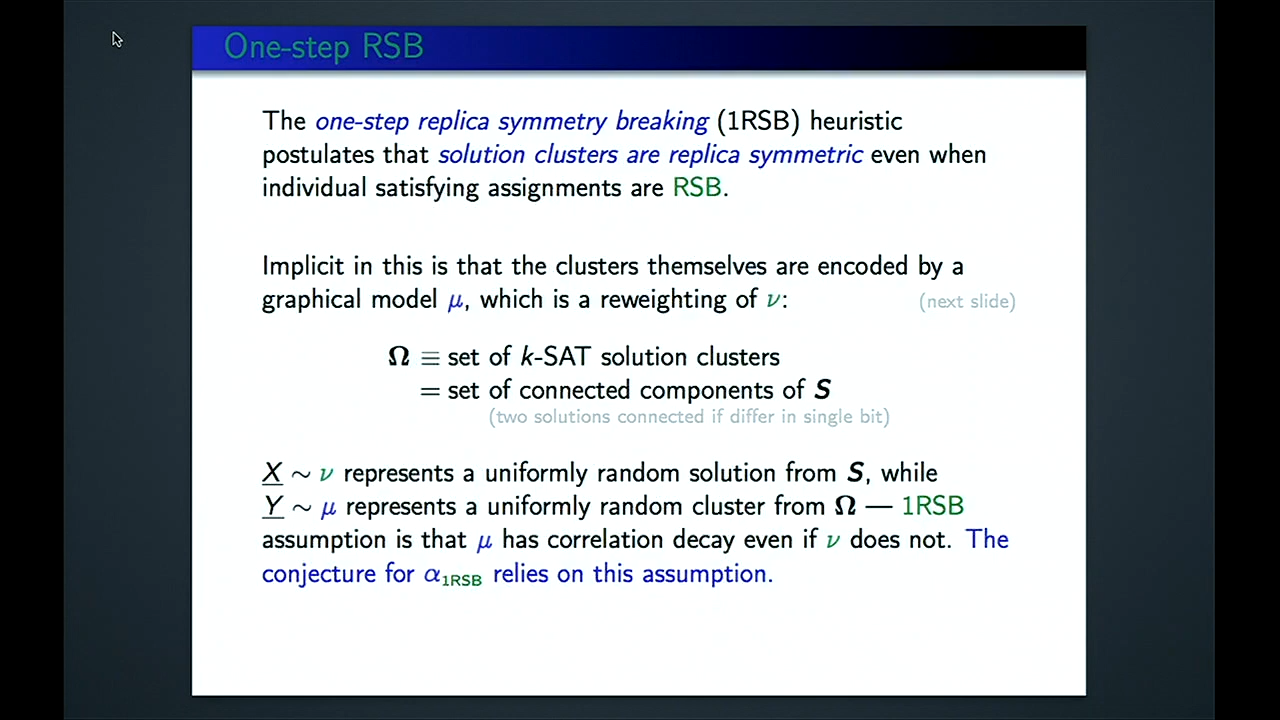 One-step RSB
The one-step replica symmetry breaking (1RSB) heuristic
postulates that solution clusters are replica symmetric even when
individual satisfying assignments are RSB.
Implicit in this is that the clusters themselves are encoded by a
graphical model μ, which is a reweighting of ν: (next slide)
Ω ≡ set of k-SAT solution clusters
= set of connected components of S
(two solutions connected if differ in single bit)
X ∼ ν represents a uniformly random solution from S, while
Y ∼ μ represents a uniformly random cluster from Ω — 1RSB
assumption is that μ has correlation decay even if ν does not. The
conjecture for α1RSB relies on this assumption.